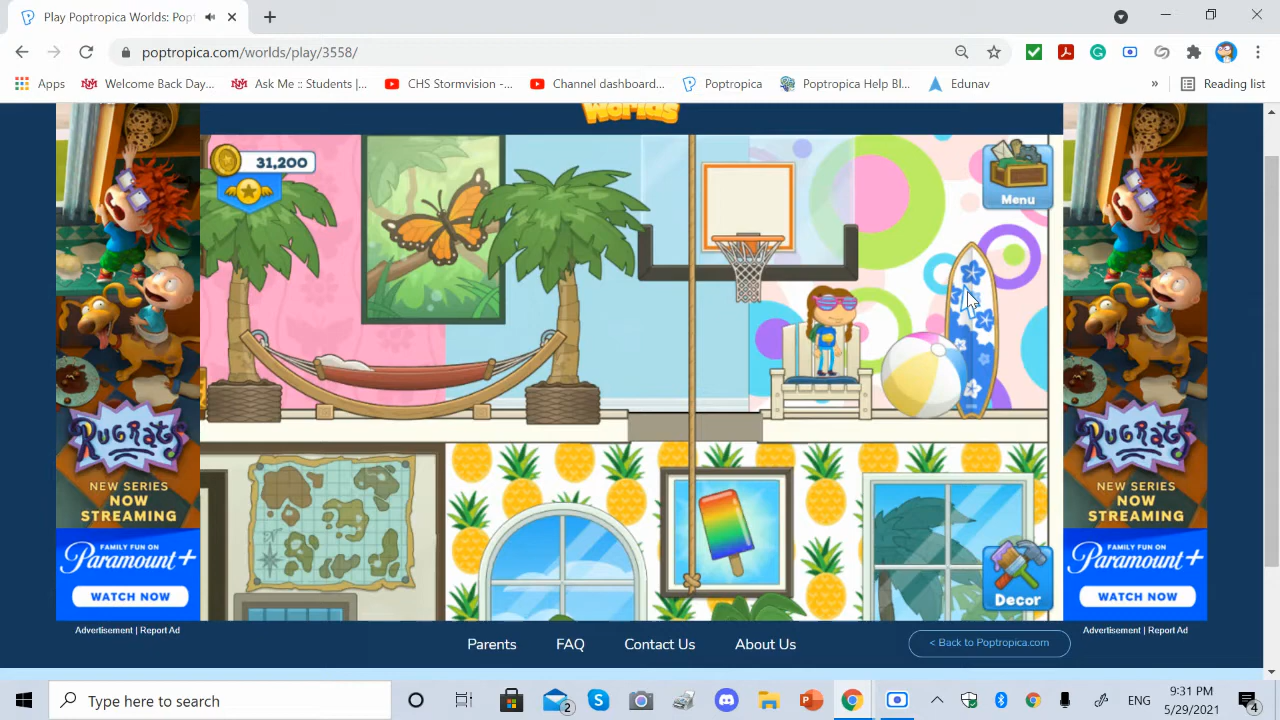 Play Poptropica: Popt
poptropica.com/worlds/play/3558/
Apps
Welcome Back Day...
Ask Me :: Students |...
CHS Stormvision -...
Channel dashboard...
Poptropica
Poptropica Help Bl...
Edunav
»
Reading list
Worlds
31,200
Menu
RUGRATS
NEW SERIES
NOW
STREAMING
FAMILY FUN ON
Paramount+
WATCH NOW
Advertisement | Report Ad
RUGRATS
NEW SERIES
NOW
STREAMING
FAMILY FUN ON
Paramount+
WATCH NOW
Advertisement | Report Ad
Decor
Parents
FAQ
Contact Us
About Us
< Back to Poptropica.com
Type here to search
2
ENG
9:31 PM
5/29/2021
4